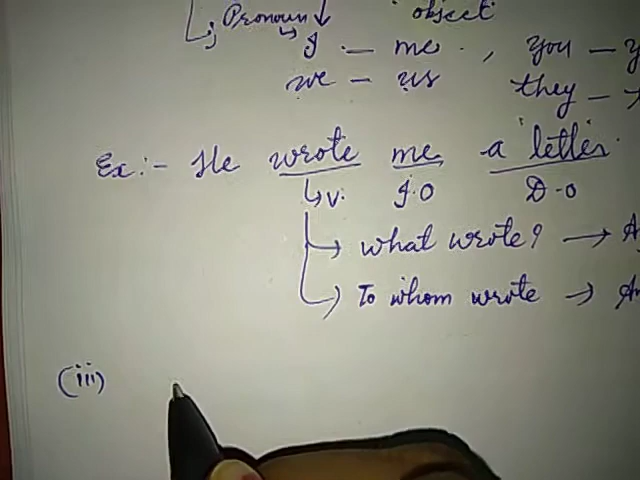 Pronoun ↓ object
↳ I — me , you —
we — us they —
Ex :- He wrote me a letter.
↳ v. I.O D-O
→ what wrote? →
→ To whom wrote →
(iii)